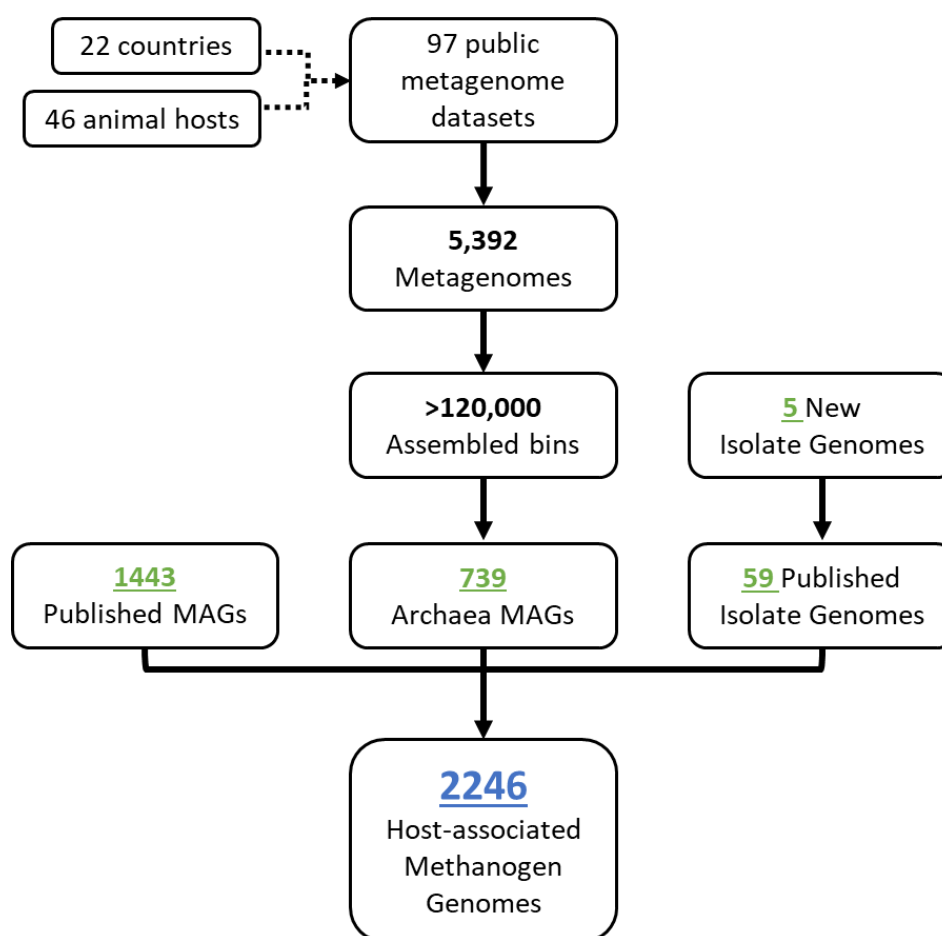 22 countries
46 animal hosts
97 public
metagenome
datasets
5,392
Metagenomes
>120,000
Assembled bins
5 New
Isolate Genomes
1443
Published MAGs
739
Archaea MAGs
59 Published
Isolate Genomes
2246
Host-associated
Methanogen
Genomes